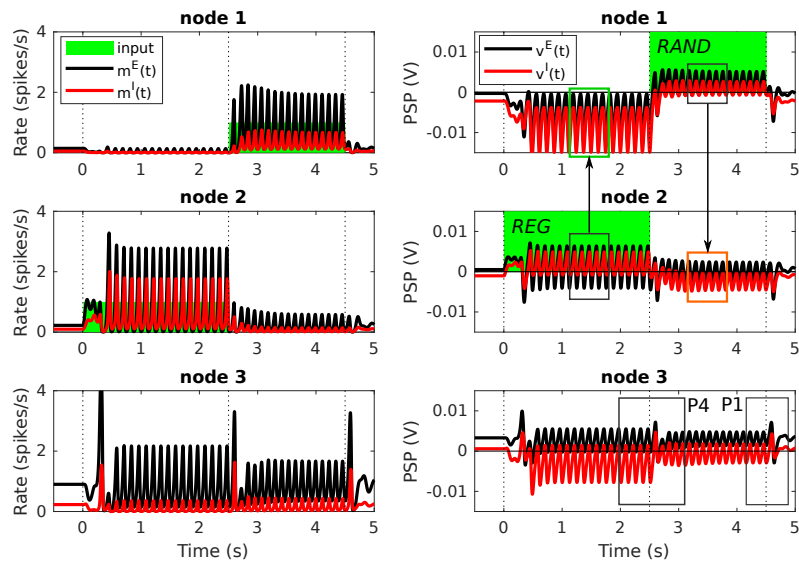 node 1
Rate (spikes/s)
4
2
0
input
m^E(t)
m^I(t)
0 1 2 3 4 5
node 2
Rate (spikes/s)
4
2
0
0 1 2 3 4 5
node 3
Rate (spikes/s)
4
2
0
0 1 2 3 4 5
Time (s)
node 1
PSP (V)
0.01
0
-0.01
v^E(t)
v^I(t)
RAND
0 1 2 3 4 5
node 2
PSP (V)
0.01
0
-0.01
REG
0 1 2 3 4 5
node 3
PSP (V)
0.01
0
-0.01
P4 P1
0 1 2 3 4 5
Time (s)